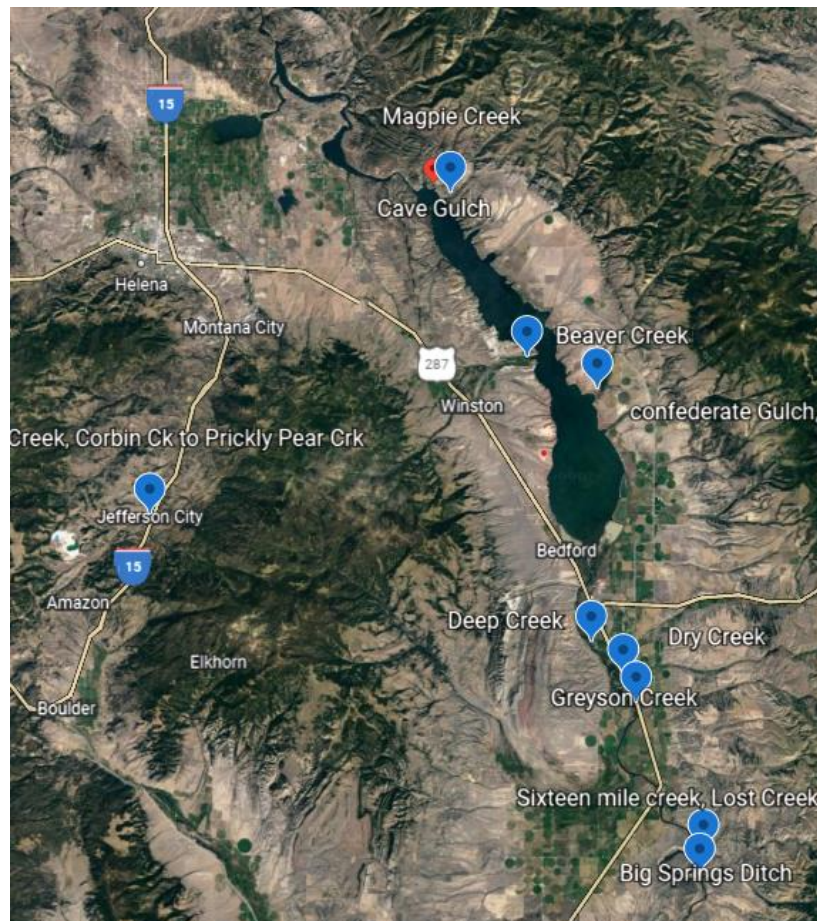 15
Magpie Creek
Cave Gulch
Helena
Montana City
287
Beaver Creek
Winston
confederate Gulch,
Creek, Corbin Ck to Prickly Pear Crk
Jefferson City
Bedford
15
Amazon
Deep Creek
Dry Creek
Elkhorn
Greyson Creek
Boulder
Sixteen mile creek, Lost Creek
Big Springs Ditch